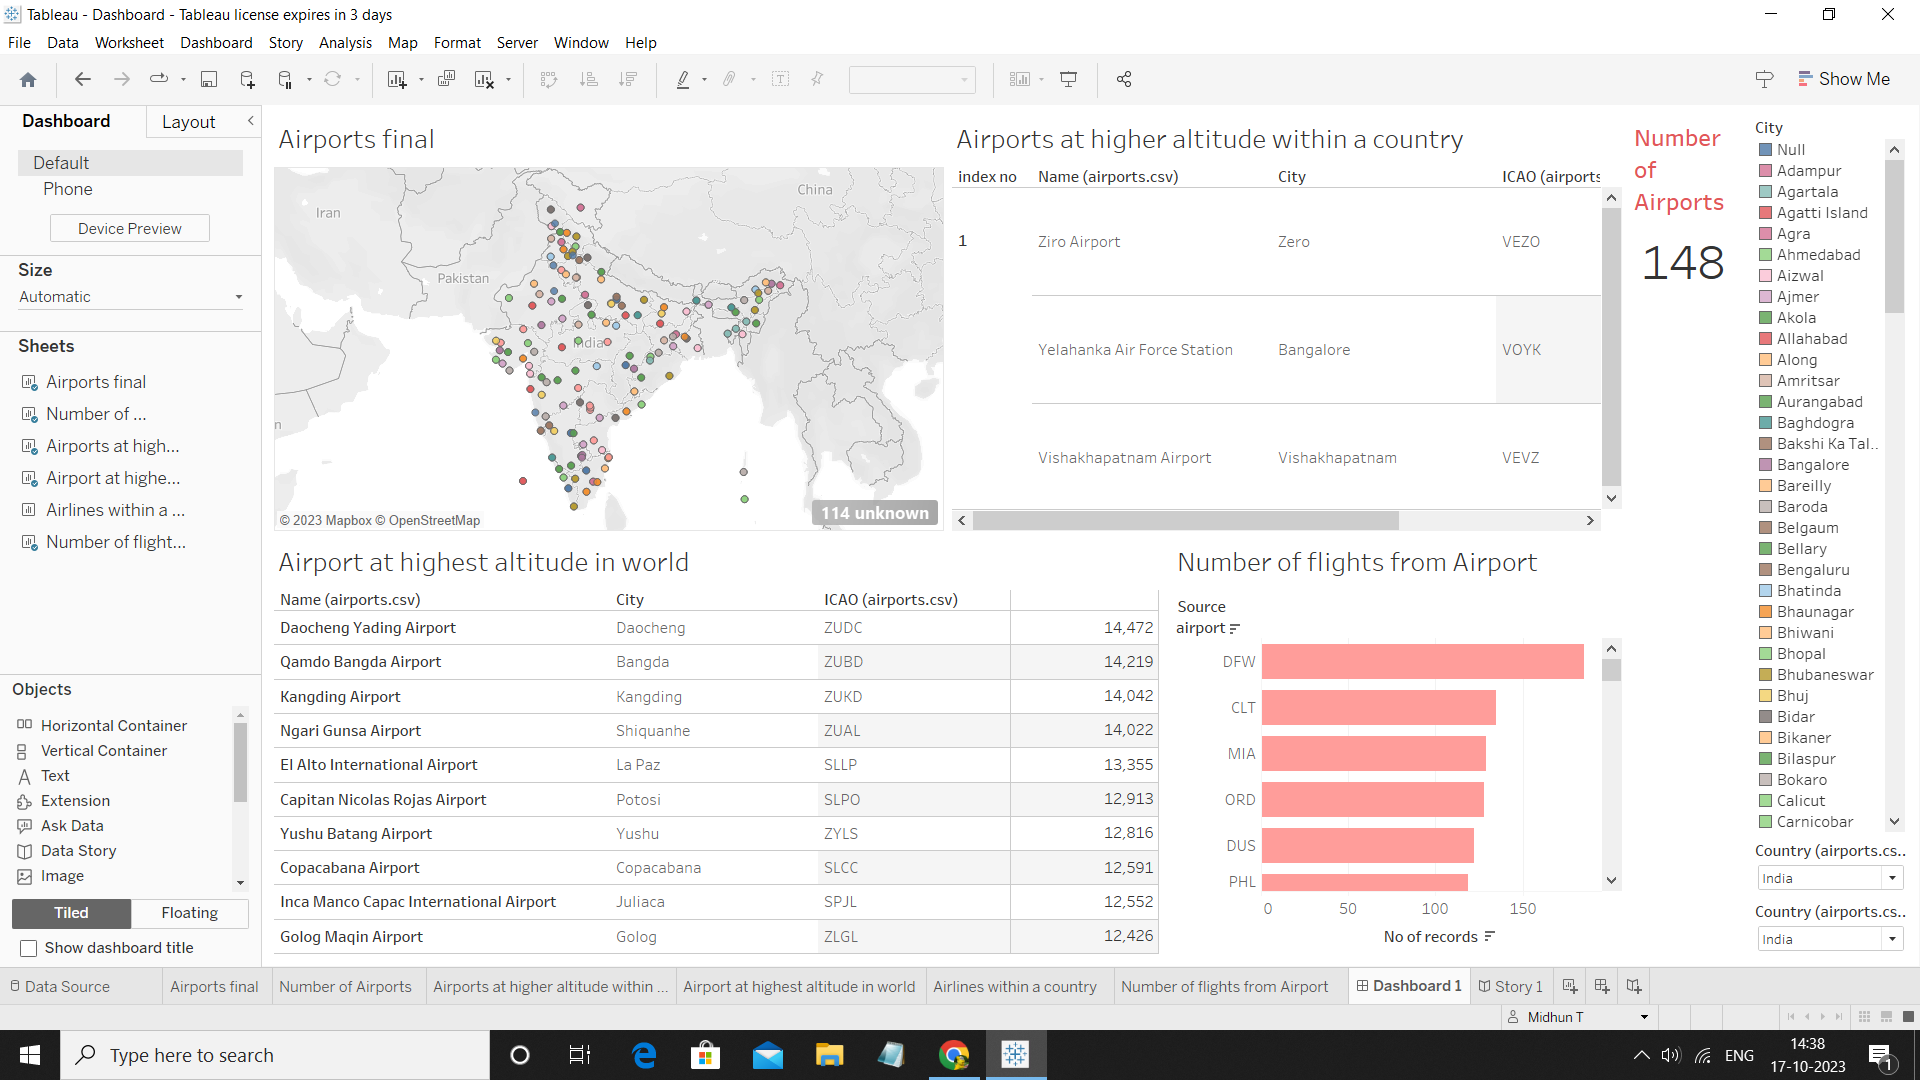 Tableau - Dashboard - Tableau license expires in 3 days
File Data Worksheet Dashboard Story Analysis Map Format Server Window Help
Show Me
Dashboard Layout
Default
Phone
Device Preview
Size
Automatic
Sheets
Airports final
Number of ...
Airports at high...
Airport at highe...
Airlines within a ...
Number of flight...
Objects
Horizontal Container
Vertical Container
Text
Extension
Ask Data
Data Story
Image
Tiled Floating
Show dashboard title
Airports final
Iran
China
Pakistan
India
n
114 unknown
© 2023 Mapbox © OpenStreetMap
Airports at higher altitude within a country
index no Name (airports.csv) City ICAO (airports
1 Ziro Airport Zero VEZO
Yelahanka Air Force Station Bangalore VOYK
Vishakhapatnam Airport Vishakhapatnam VEVZ
Number
of
Airports
148
Airport at highest altitude in world
Name (airports.csv) City ICAO (airports.csv)
Daocheng Yading Airport Daocheng ZUDC 14,472
Qamdo Bangda Airport Bangda ZUBD 14,219
Kangding Airport Kangding ZUKD 14,042
Ngari Gunsa Airport Shiquanhe ZUAL 14,022
El Alto International Airport La Paz SLLP 13,355
Capitan Nicolas Rojas Airport Potosi SLPO 12,913
Yushu Batang Airport Yushu ZYLS 12,816
Copacabana Airport Copacabana SLCC 12,591
Inca Manco Capac International Airport Juliaca SPJL 12,552
Golog Maqin Airport Golog ZLGL 12,426
Number of flights from Airport
Source
airport
DFW
CLT
MIA
ORD
DUS
PHL
0 50 100 150
No of records
City
Null
Adampur
Agartala
Agatti Island
Agra
Ahmedabad
Aizwal
Ajmer
Akola
Allahabad
Along
Amritsar
Aurangabad
Baghdogra
Bakshi Ka Tal..
Bangalore
Bareilly
Baroda
Belgaum
Bellary
Bengaluru
Bhatinda
Bhaunagar
Bhiwani
Bhopal
Bhubaneswar
Bhuj
Bidar
Bikaner
Bilaspur
Bokaro
Calicut
Carnicobar
Country (airports.cs..
India
Country (airports.cs..
India
Data Source Airports final Number of Airports Airports at higher altitude within ... Airport at highest altitude in world Airlines within a country Number of flights from Airport Dashboard 1 Story 1
Midhun T
Type here to search
ENG
14:38
17-10-2023
1